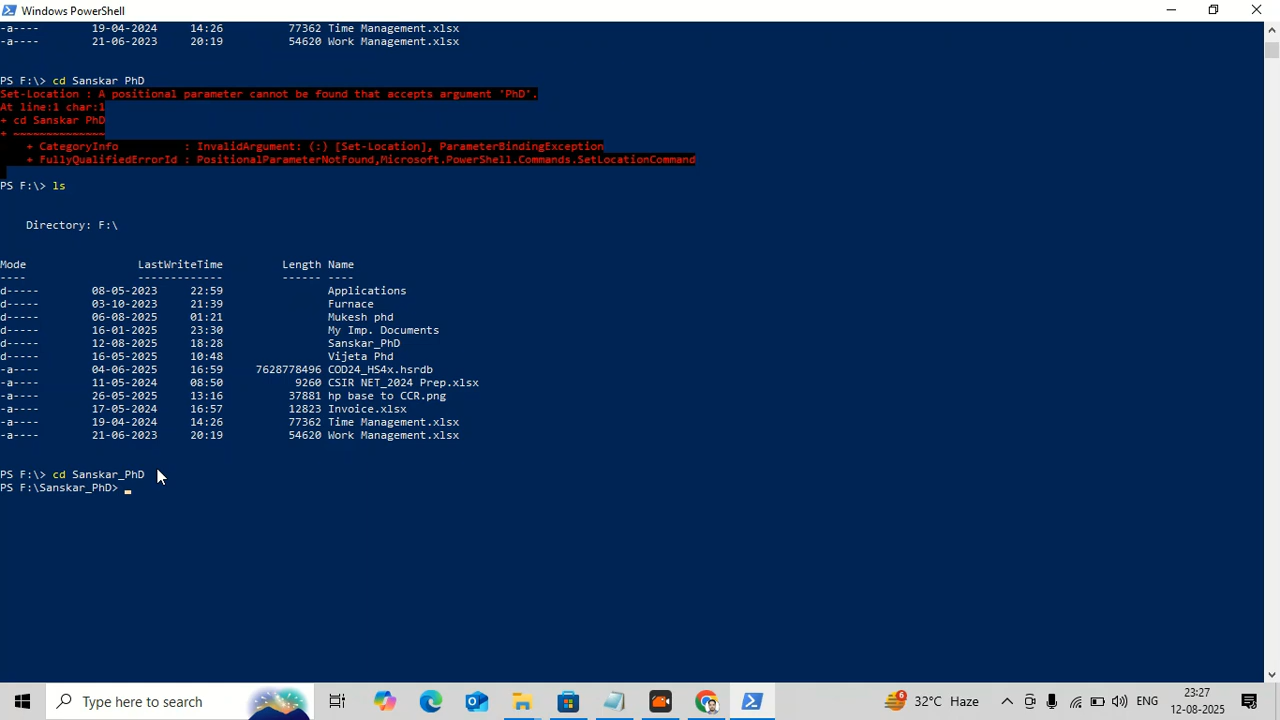 Windows PowerShell
-a---- 19-04-2024 14:26 77362 Time Management.xlsx
-a---- 21-06-2023 20:19 54620 Work Management.xlsx
PS F:\> cd Sanskar PhD
Set-Location : A positional parameter cannot be found that accepts argument 'PhD'.
At line:1 char:1
+ cd Sanskar PhD
+ ~~~~~~~~~~~~~~
+ CategoryInfo : InvalidArgument: (:) [Set-Location], ParameterBindingException
+ FullyQualifiedErrorId : PositionalParameterNotFound,Microsoft.PowerShell.Commands.SetLocationCommand
PS F:\> ls
Directory: F:\
Mode LastWriteTime Length Name
---- ------------- ------ ----
d----- 08-05-2023 22:59 Applications
d----- 03-10-2023 21:39 Furnace
d----- 06-08-2025 01:21 Mukesh phd
d----- 16-01-2025 23:30 My Imp. Documents
d----- 12-08-2025 18:28 Sanskar_PhD
d----- 16-05-2025 10:48 Vijeta Phd
-a---- 04-06-2025 16:59 7628778496 COD24_HS4x.hsrdb
-a---- 11-05-2024 08:50 9260 CSIR NET_2024 Prep.xlsx
-a---- 26-05-2025 13:16 37881 hp base to CCR.png
-a---- 17-05-2024 16:57 12823 Invoice.xlsx
-a---- 19-04-2024 14:26 77362 Time Management.xlsx
-a---- 21-06-2023 20:19 54620 Work Management.xlsx
PS F:\> cd Sanskar_PhD
PS F:\Sanskar_PhD>
Type here to search
6 32°C Haze ENG 23:27
12-08-2025